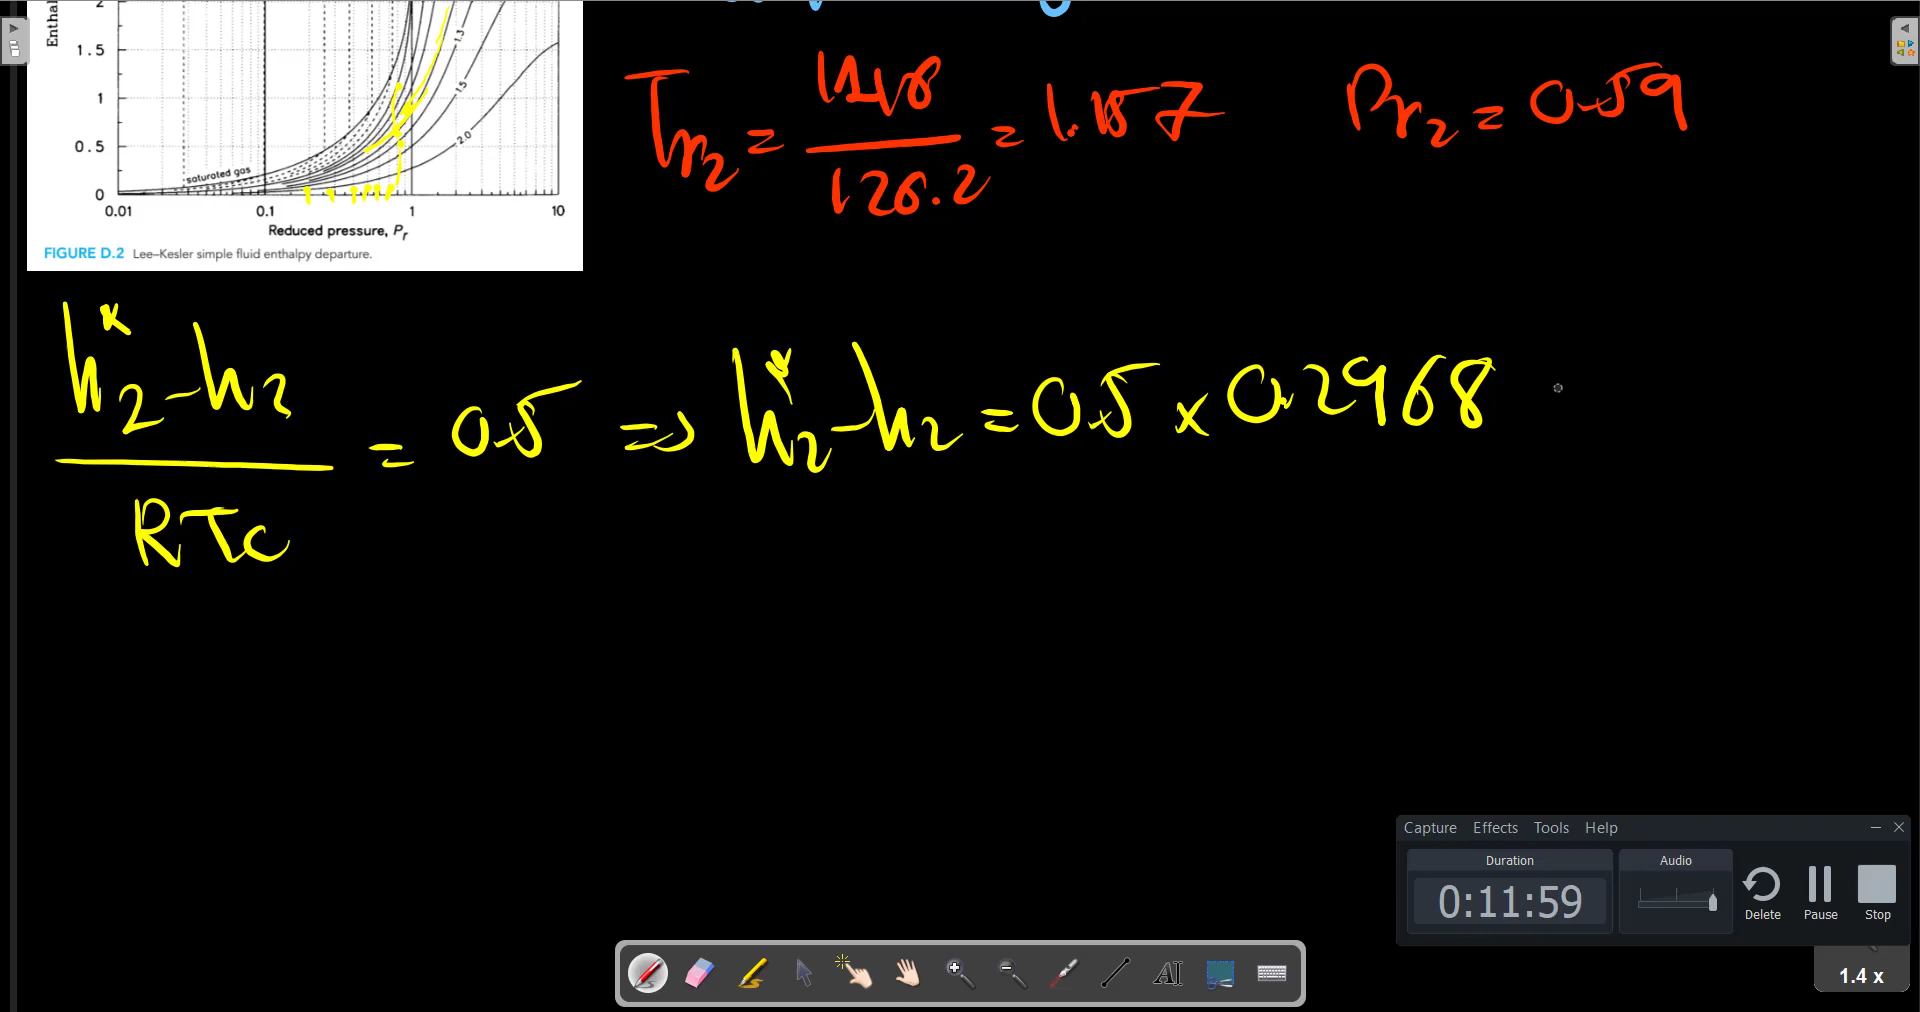 Enthal
2
1.5
1
0.5
0
saturated gas
1.3
1.5
2.0
0.01 0.1 1 10
Reduced pressure, Pr
FIGURE D.2 Lee–Kesler simple fluid enthalpy departure.
Tr2 = / 126.2 = 1.157 Pr2 = 0.59
h*2 - h2 / RTc = 0.5 => h*2 - h2 = 0.5 x 0.2968
Capture Effects Tools Help
Duration Audio
0:11:59
Delete Pause Stop
AI
1.4 x